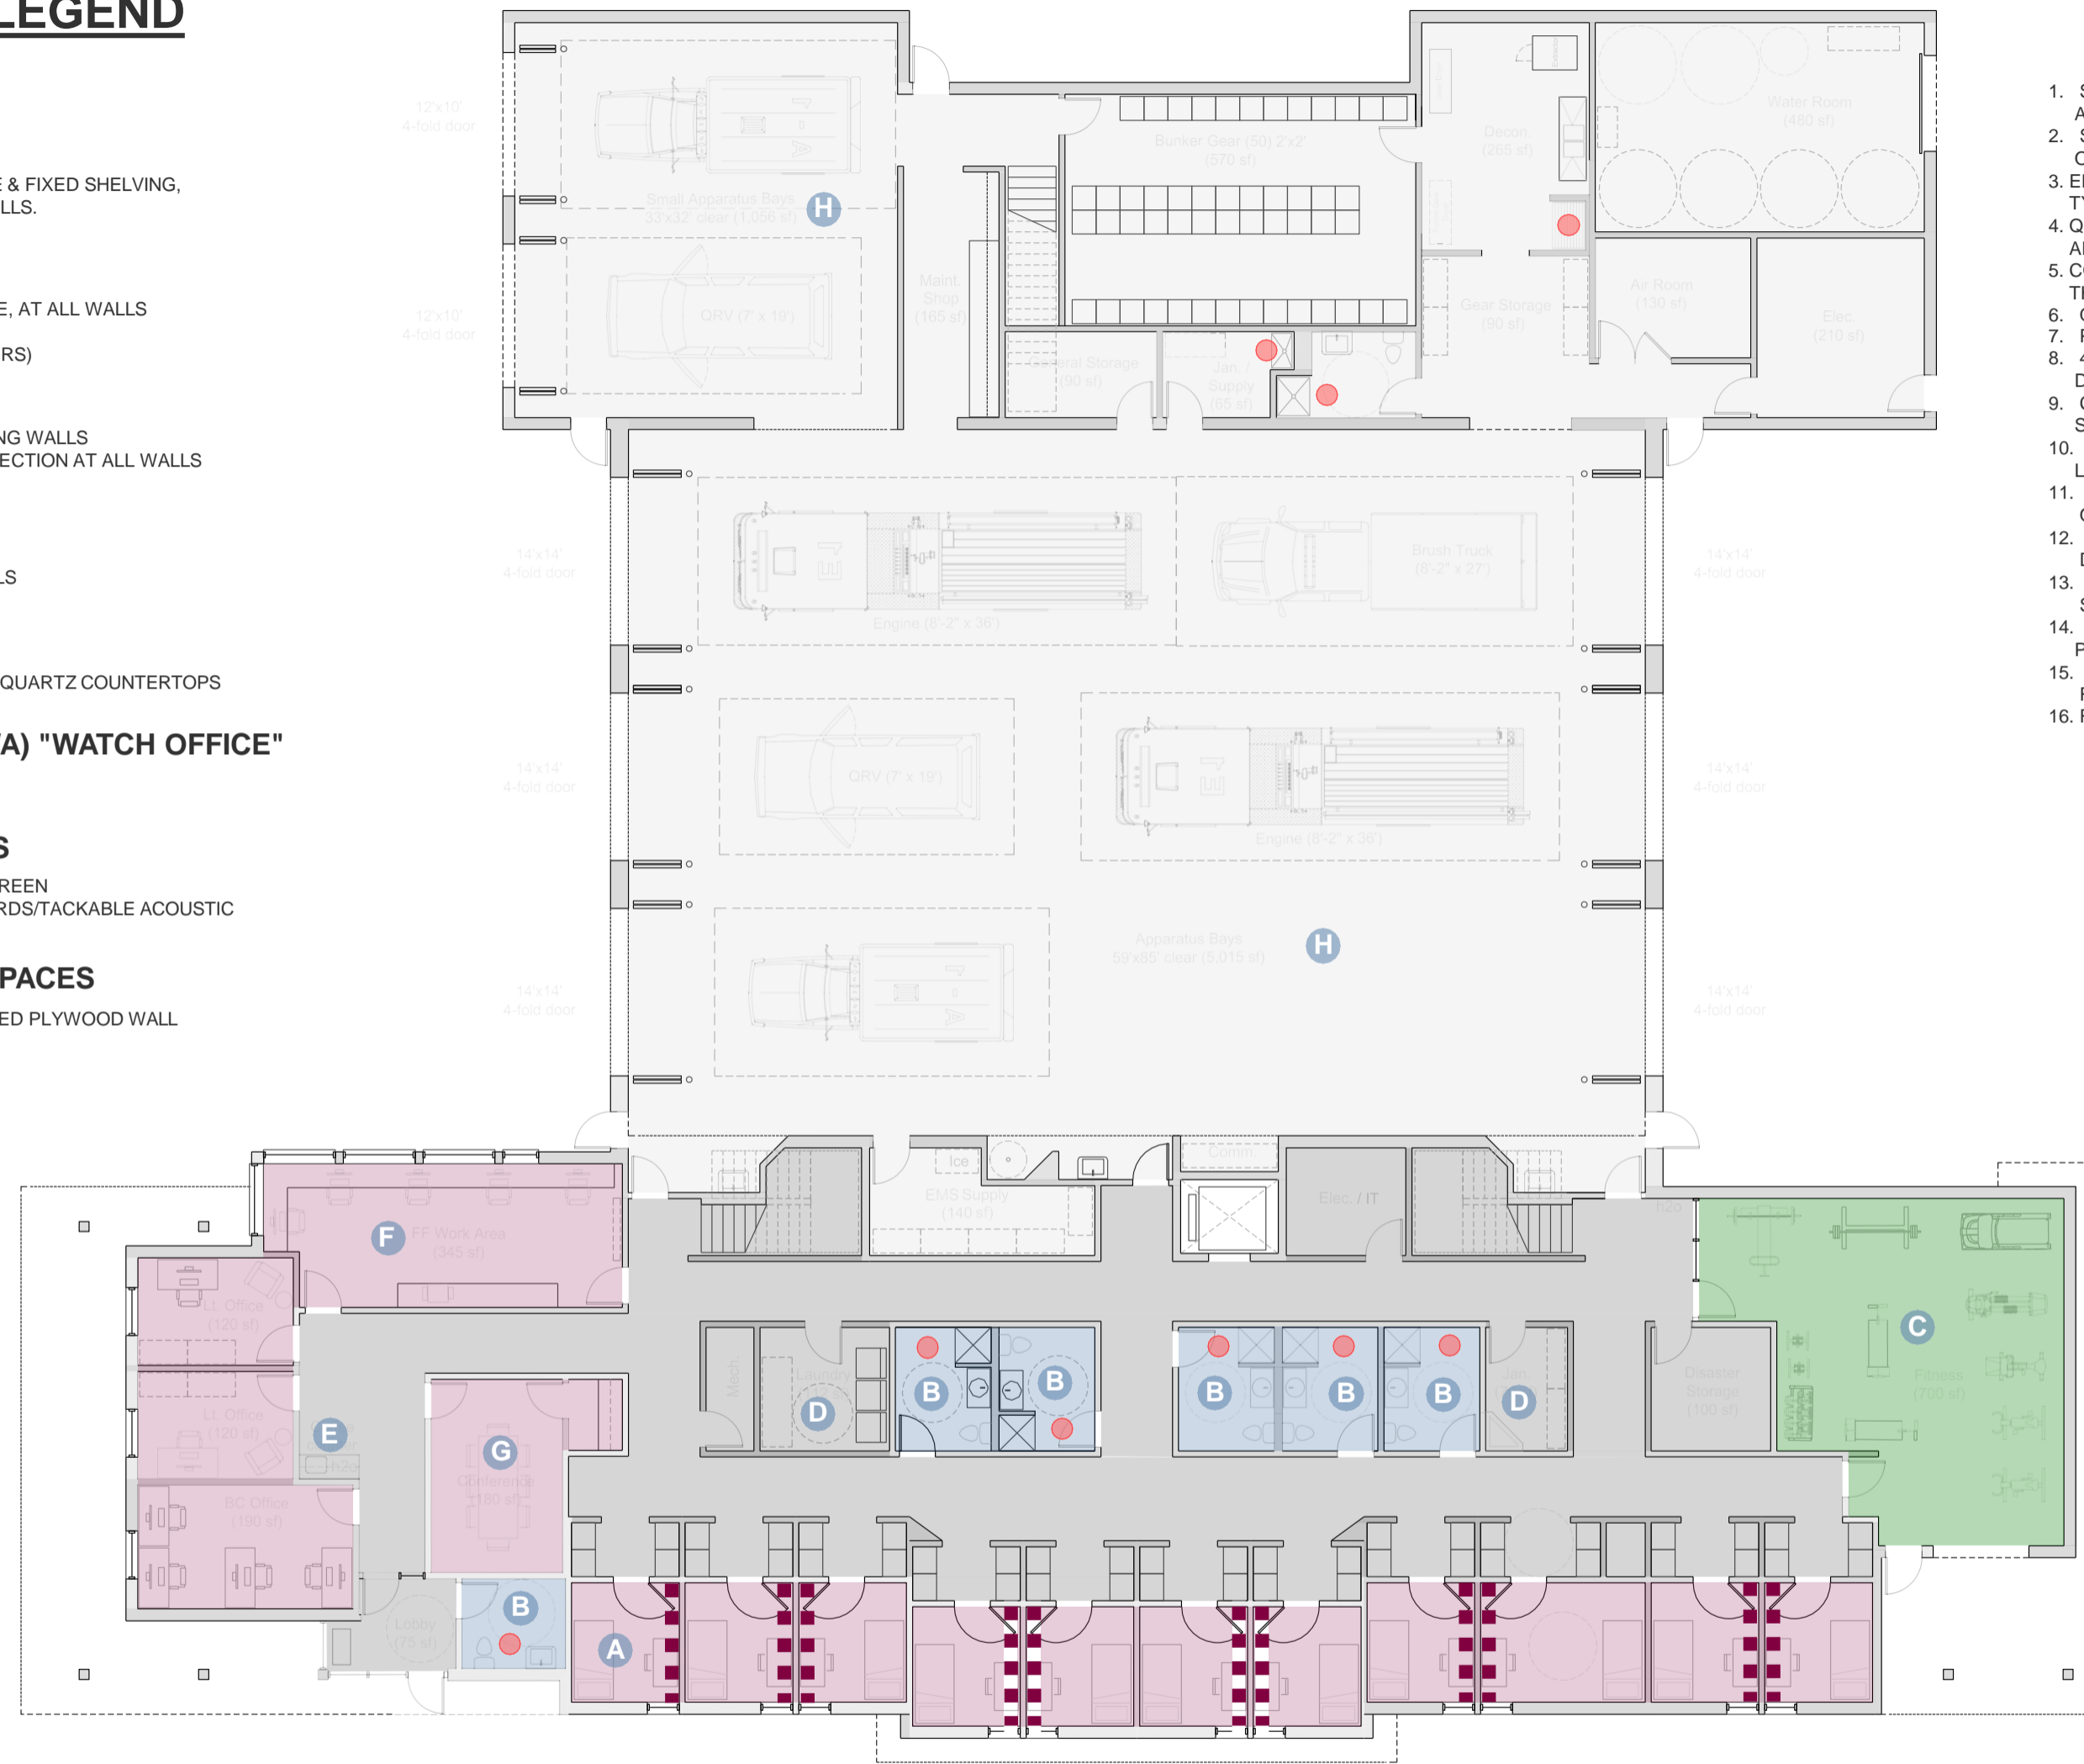 LEGEND
E & FIXED SHELVING,
LLS.
E, AT ALL WALLS
RS)
NG WALLS
ECTION AT ALL WALLS
LS
QUARTZ COUNTERTOPS
/A) "WATCH OFFICE"
S
REEN
RDS/TACKABLE ACOUSTIC
PACES
ED PLYWOOD WALL
12'x10'
4-fold door
12'x10'
4-fold door
Small Apparatus Bays
33'x32' clear (1,056 sf)
H
QRV (7' x 19')
Maint.
Shop
(165 sf)
Bunker Gear (50) 2'x2'
(570 sf)
Decon
(265 sf)
Water Room
(480 sf)
General Storage
(90 sf)
Jan. /
Supply
(65 sf)
Gear Storage
(90 sf)
Air Room
(130 sf)
Elec.
(210 sf)
14'x14'
4-fold door
E1
Engine (8'-2" x 36')
Brush Truck
(8'-2" x 27')
14'x14'
4-fold door
14'x14'
4-fold door
QRV (7' x 19')
E1
Engine (8'-2" x 36')
14'x14'
4-fold door
Apparatus Bays
59'x85' clear (5,015 sf)
H
14'x14'
4-fold door
14'x14'
4-fold door
Ice
EMS Supply
(140 sf)
Comm.
Elec. / IT
h2o
F
FF Work Area
(345 sf)
Lt. Office
(120 sf)
Lt. Office
(120 sf)
E
h2o
BC Office
(190 sf)
G
Conference
(180 sf)
Lobby
(75 sf)
B
Mech.
Laundry
D
B
B
B
B
B
Jan.
D
Disaster
Storage
(100 sf)
C
Fitness
(700 sf)
A
1. S
A
2. S
C
3. E
T
4. Q
A
5. C
T
6. C
7. F
8. 4
D
9. C
S
10.
L
11.
C
12.
D
13.
S
14.
P
15.
F
16. F